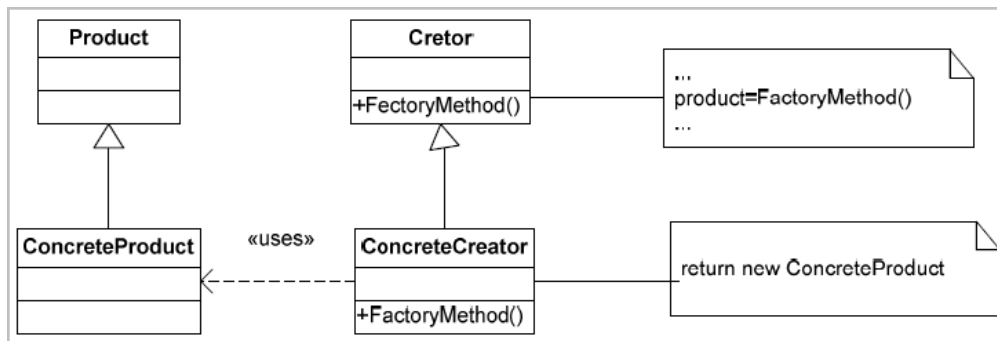 Product
Cretor
+FectoryMethod()
...
product=FactoryMethod()
...
ConcreteProduct
«uses»
ConcreteCreator
+FactoryMethod()
return new ConcreteProduct